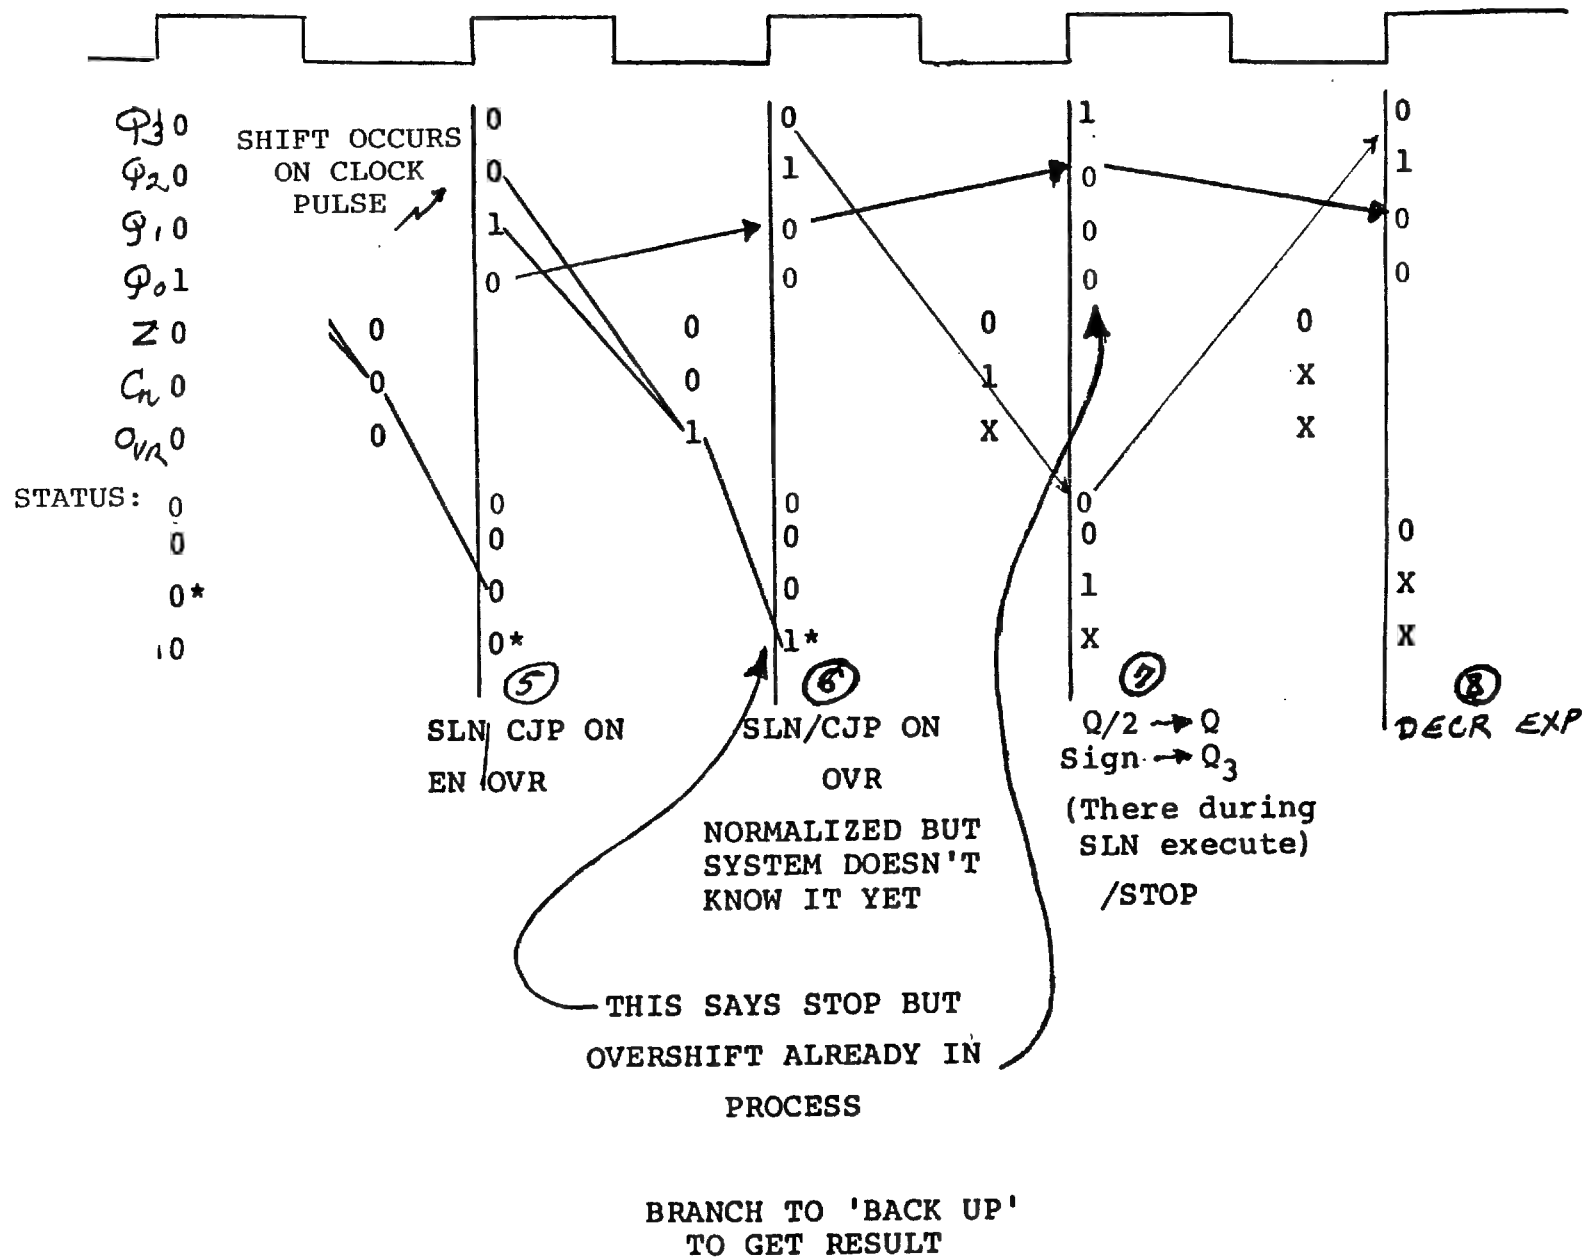 Q3 0 0 0 1 0
SHIFT OCCURS
ON CLOCK
PULSE
Q2 0 0 1 0 1
Q1 0 1 0 0 0
Q0 1 0 0 0 0
Z 0 0 0 0 0
Cn 0 0 0 1 X
OVR 0 0 1 X X
STATUS: 0 0 0 0
0 0 0 0 0
0* 0 0 1 X
0 0* 1* X X
5 6 7 8
SLN/CJP ON
EN OVR
SLN/CJP ON
OVR
NORMALIZED BUT
SYSTEM DOESN'T
KNOW IT YET
Q/2 → Q
Sign → Q3
(There during
SLN execute)
/STOP
DECR EXP
THIS SAYS STOP BUT
OVERSHIFT ALREADY IN
PROCESS
BRANCH TO 'BACK UP'
TO GET RESULT